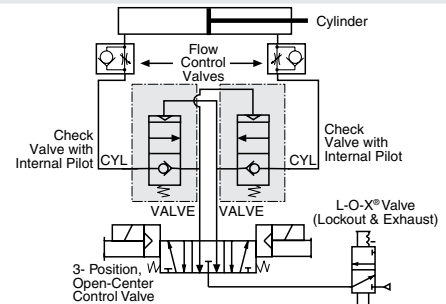 Cylinder
Flow
Control
Valves
Check
Valve with
Internal Pilot
CYL
Check
Valve with
Internal Pilot
CYL
VALVE VALVE
L-O-X® Valve
(Lockout & Exhaust)
3- Position,
Open-Center
Control Valve